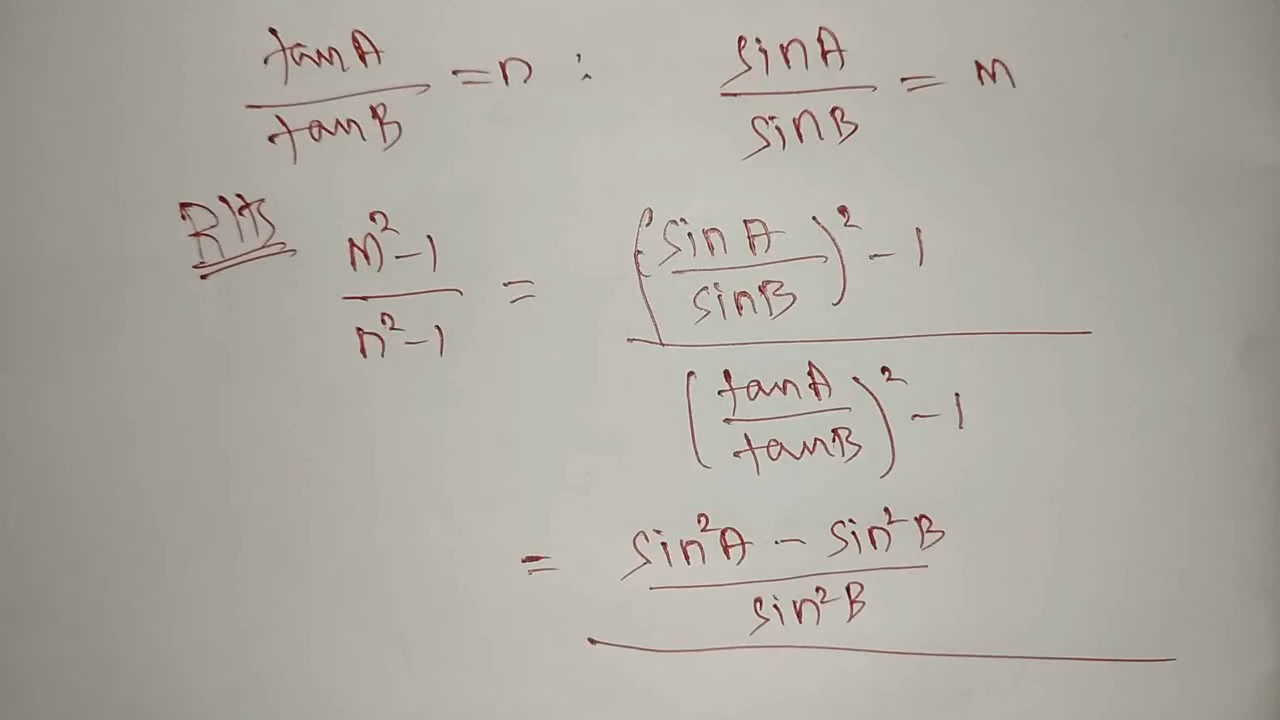 tanA/tanB = n : sinA/sinB = m
RHS m²-1/n²-1 = (sinA/sinB)² - 1
(tanA/tanB)² - 1
= sin²A - sin²B/sin²B